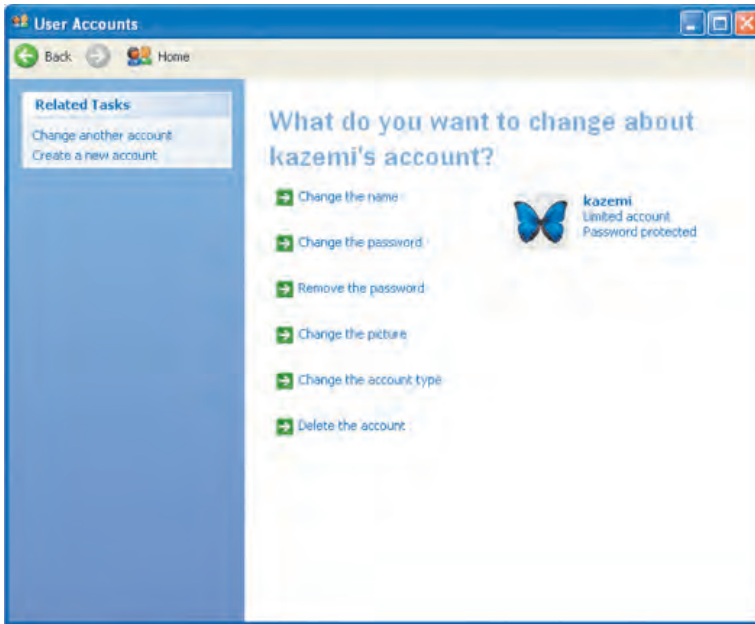 User Accounts
Back
Home
Related Tasks
Change another account
Create a new account
What do you want to change about
kazemi's account?
Change the name
Change the password
Remove the password
Change the picture
Change the account type
Delete the account
kazemi
Limited account
Password protected